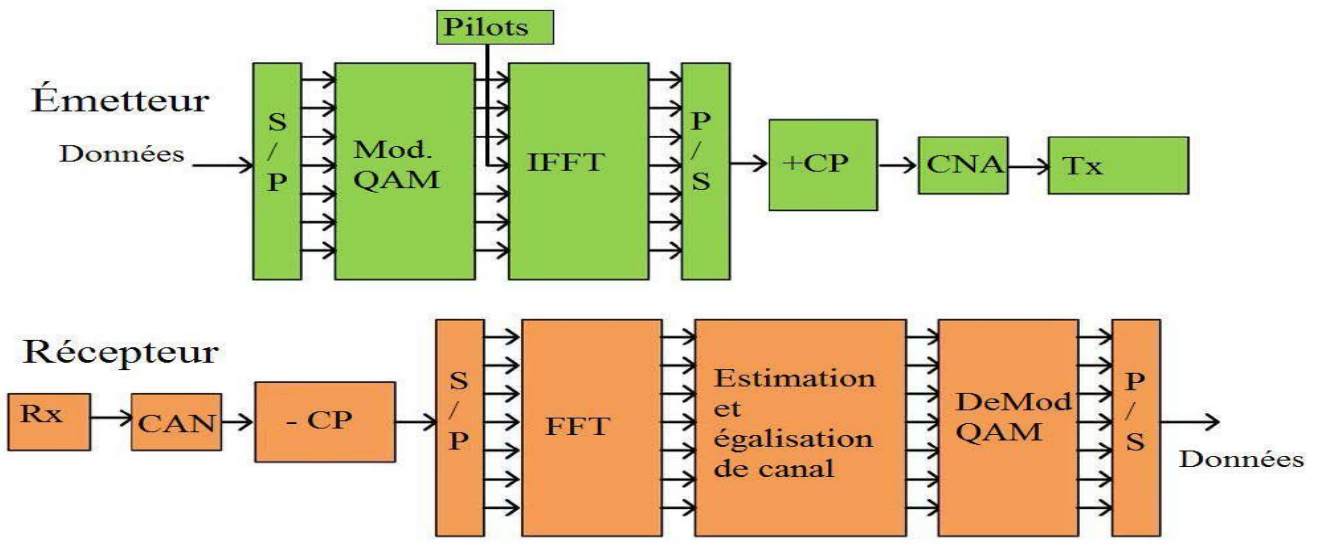 Pilots
Émetteur
Données
S
/
P
Mod.
QAM
IFFT
P
/
S
+CP
CNA
Tx
Récepteur
Rx
CAN
- CP
S
/
P
FFT
Estimation
et
égalisation
de canal
DeMod
QAM
P
/
S
Données